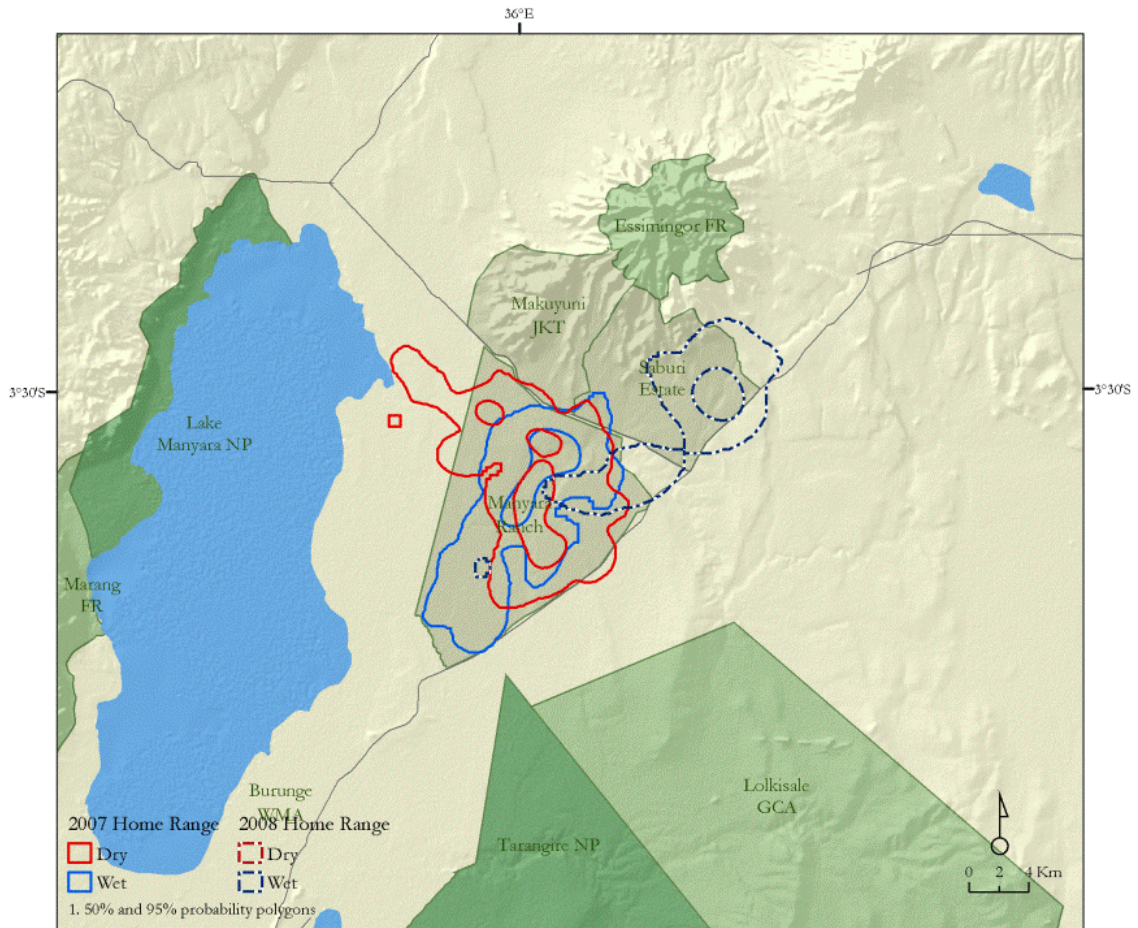 36°E
Essimingor FR
Makuyuni
JKT
Saburi
Estate
3°30'S
3°30'S
Lake
Manyara NP
Manyara
Ranch
Marang
FR
Lolkisale
GCA
Burunge
WMA
Tarangire NP
2007 Home Range
2008 Home Range
Dry
Dry
Wet
Wet
1. 50% and 95% probability polygons
0 2 4 Km